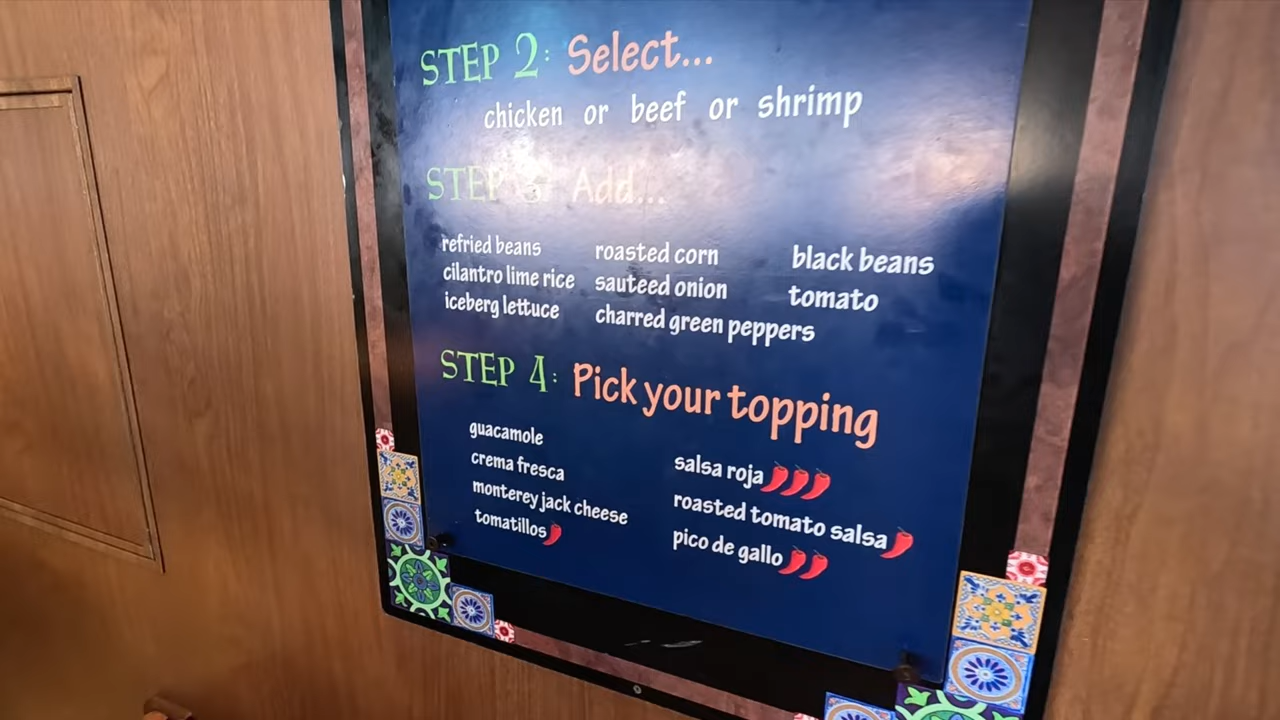 STEP 2: Select...
chicken or beef or shrimp
STEP 3: Add...
refried beans
cilantro lime rice
iceberg lettuce
roasted corn
sauteed onion
charred green peppers
black beans
tomato
STEP 4: Pick your topping
guacamole
crema fresca
monterey jack cheese
tomatillos
salsa roja
roasted tomato salsa
pico de gallo